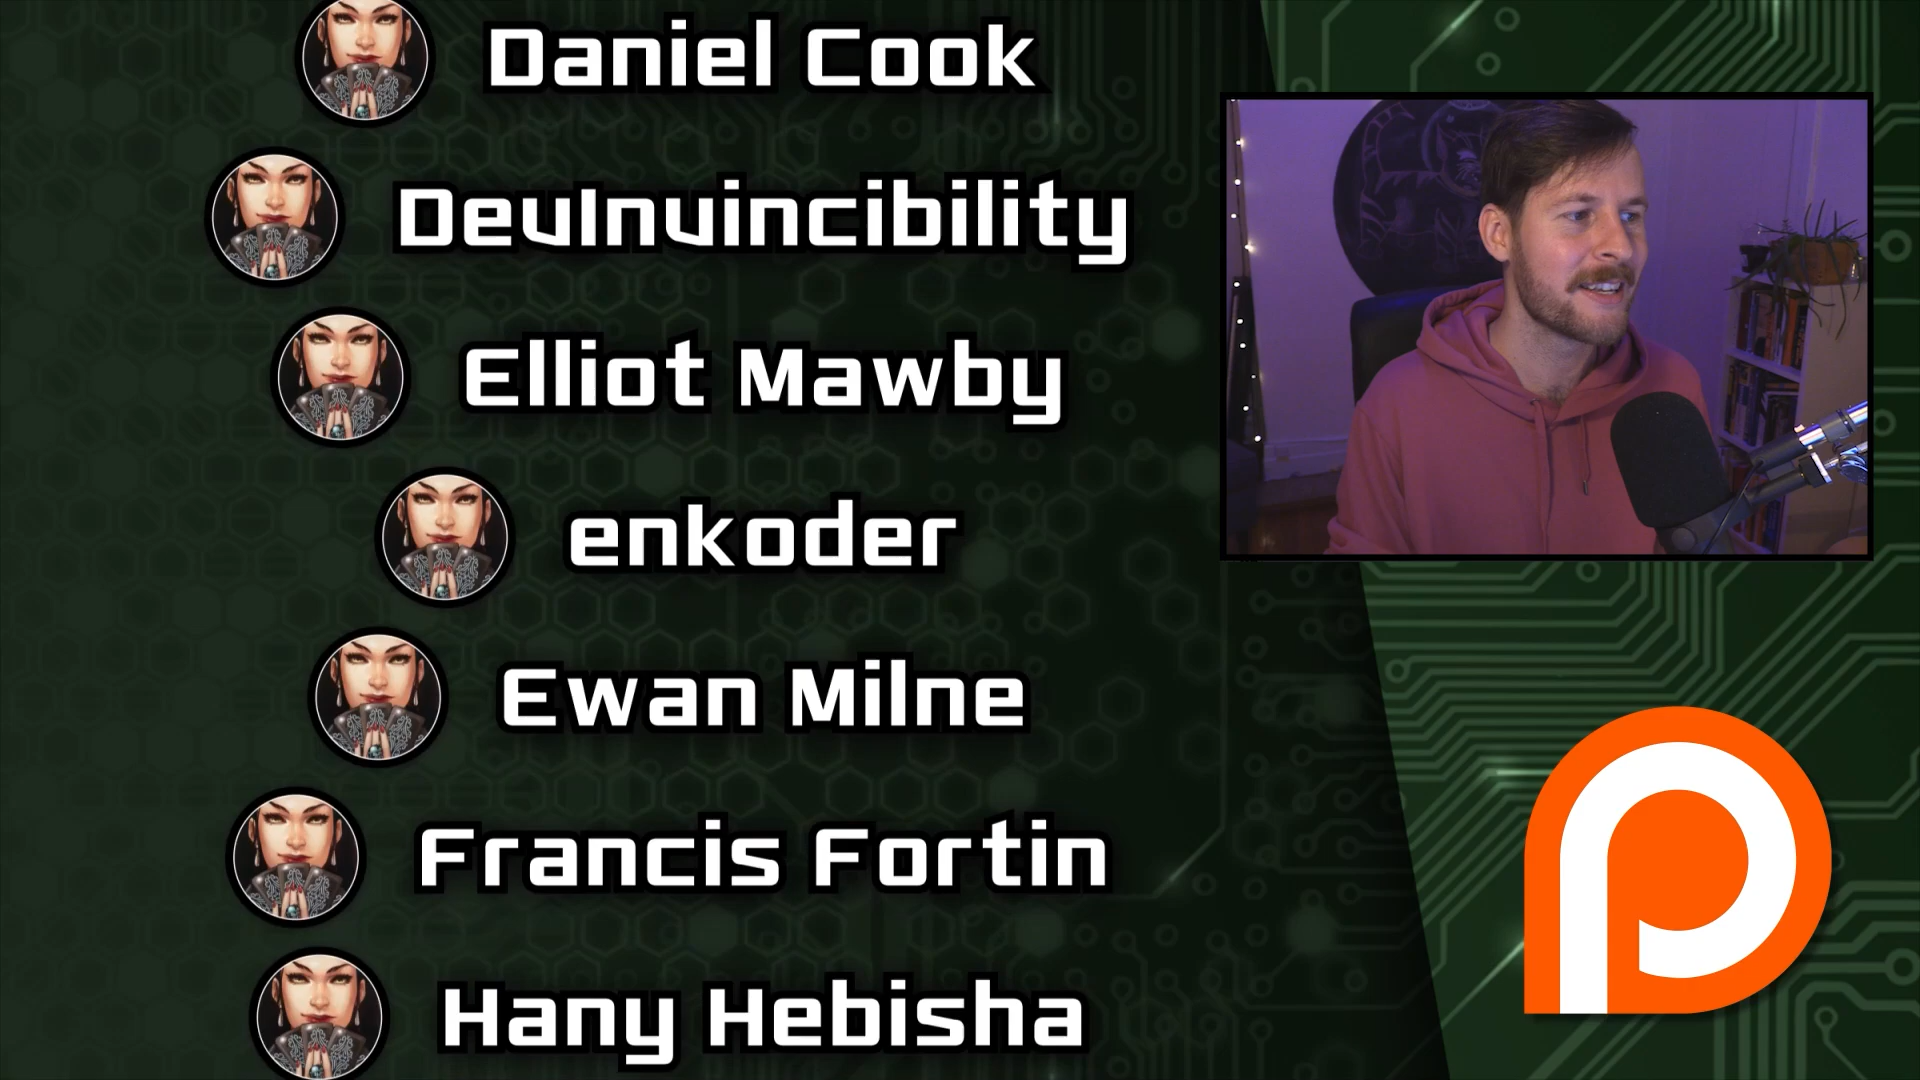 Daniel Cook
DevInvincibility
Elliot Mawby
enkoder
Ewan Milne
Francis Fortin
Hany Hebisha